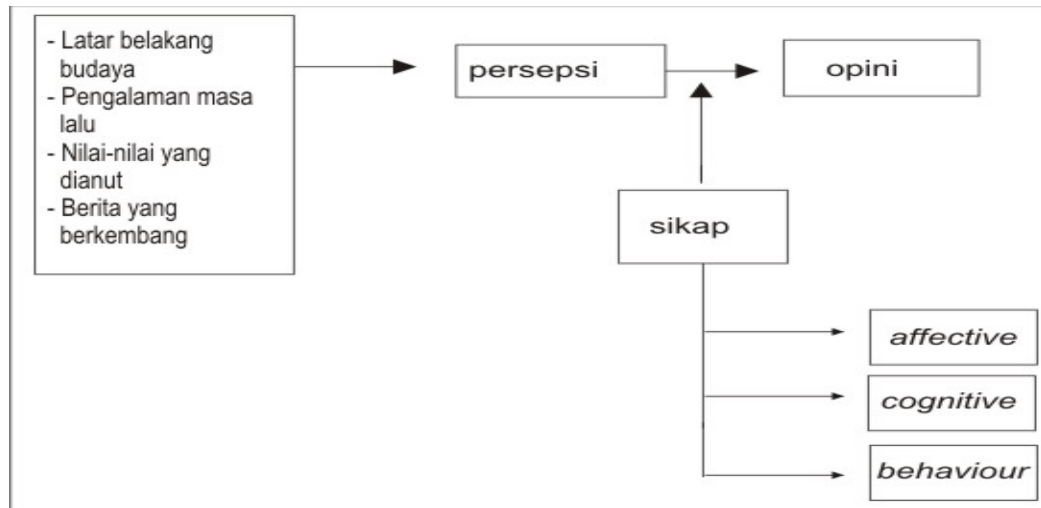 - Latar belakang
budaya
- Pengalaman masa
lalu
- Nilai-nilai yang
dianut
- Berita yang
berkembang
persepsi
opini
sikap
affective
cognitive
behaviour